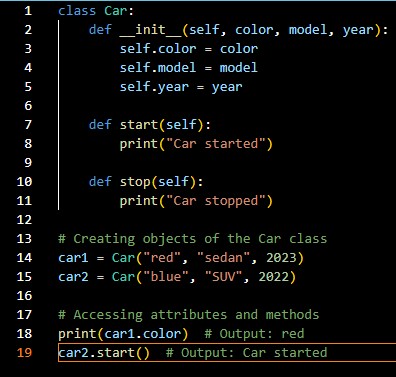 1 class Car:
2     def __init__(self, color, model, year):
3         self.color = color
4         self.model = model
5         self.year = year
6
7     def start(self):
8         print("Car started")
9
10     def stop(self):
11         print("Car stopped")
12
13 # Creating objects of the Car class
14 car1 = Car("red", "sedan", 2023)
15 car2 = Car("blue", "SUV", 2022)
16
17 # Accessing attributes and methods
18 print(car1.color)  # Output: red
19 car2.start()  # Output: Car started